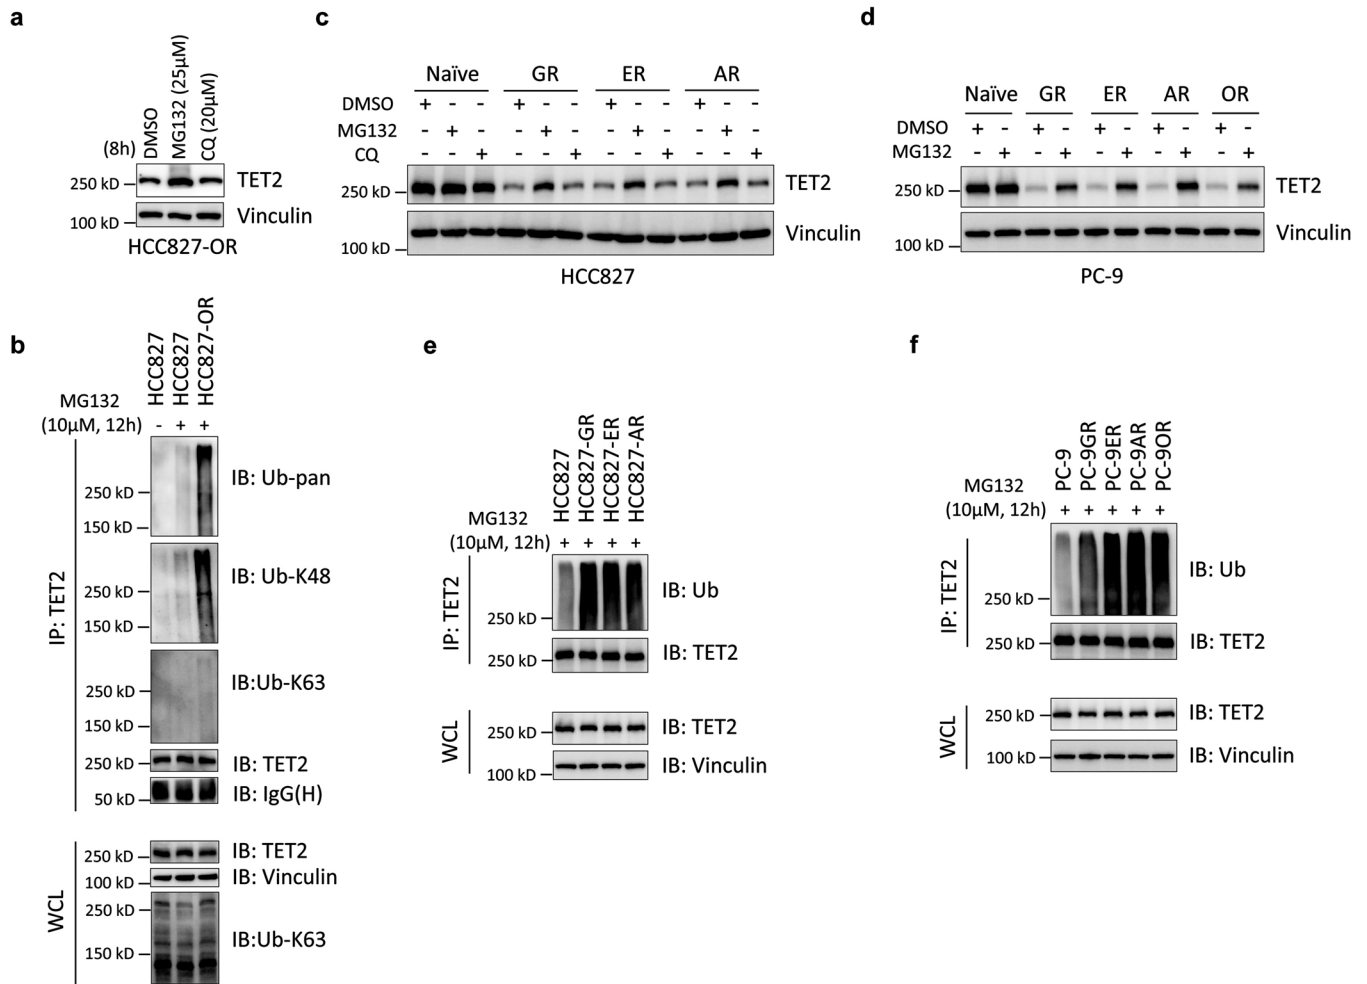 a
DMSO
MG132 (25μM)
CQ (20μM)
(8h)
250 kD
TET2
100 kD
Vinculin
HCC827-OR
c
Naïve GR ER AR
DMSO + - - + - - + - - + - -
MG132 - + - - + - - + - - + -
CQ - - + - - + - - + - - +
250 kD
TET2
100 kD
Vinculin
HCC827
d
Naïve GR ER AR OR
DMSO + - + - + - + - + -
MG132 - + - + - + - + - +
250 kD
TET2
100 kD
Vinculin
PC-9
b
HCC827
HCC827
HCC827-OR
MG132
(10μM, 12h) - + +
IP: TET2
250 kD
150 kD
IB: Ub-pan
250 kD
150 kD
IB: Ub-K48
250 kD
150 kD
IB:Ub-K63
250 kD
IB: TET2
50 kD
IB: IgG(H)
WCL
250 kD
IB: TET2
100 kD
IB: Vinculin
250 kD
150 kD
IB:Ub-K63
e
HCC827
HCC827-GR
HCC827-ER
HCC827-AR
MG132
(10μM, 12h) + + + +
IP: TET2
250 kD
IB: Ub
250 kD
IB: TET2
WCL
250 kD
IB: TET2
100 kD
IB: Vinculin
f
PC-9
PC-9GR
PC-9ER
PC-9AR
PC-9OR
MG132
(10μM, 12h) + + + + +
IP: TET2
250 kD
IB: Ub
250 kD
IB: TET2
WCL
250 kD
IB: TET2
100 kD
IB: Vinculin